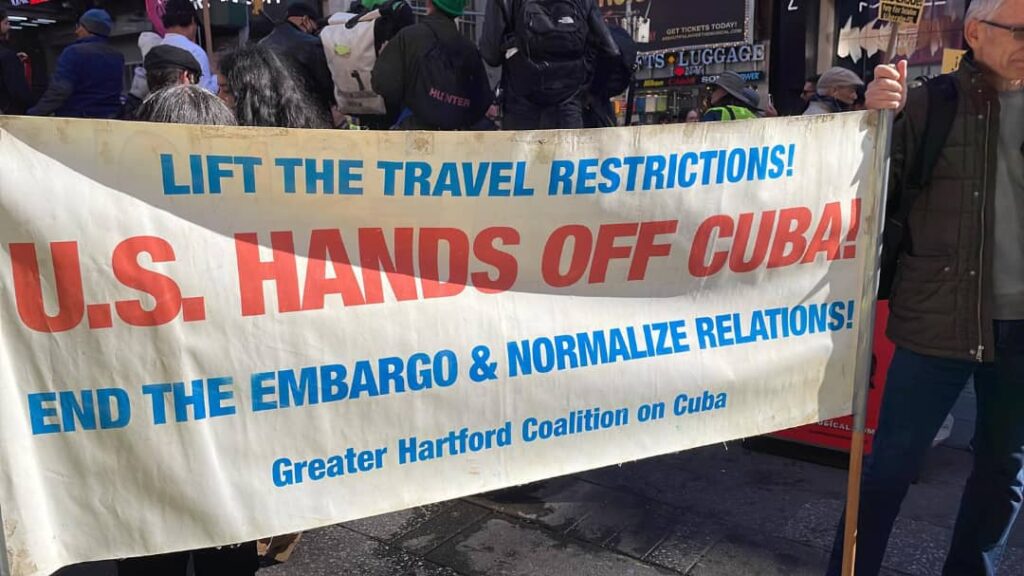 GET TICKETS TODAY!
GIFTS LUGGAGE
HUNTER
LIFT THE TRAVEL RESTRICTIONS!
U.S. HANDS OFF CUBA!
END THE EMBARGO & NORMALIZE RELATIONS!
Greater Hartford Coalition on Cuba